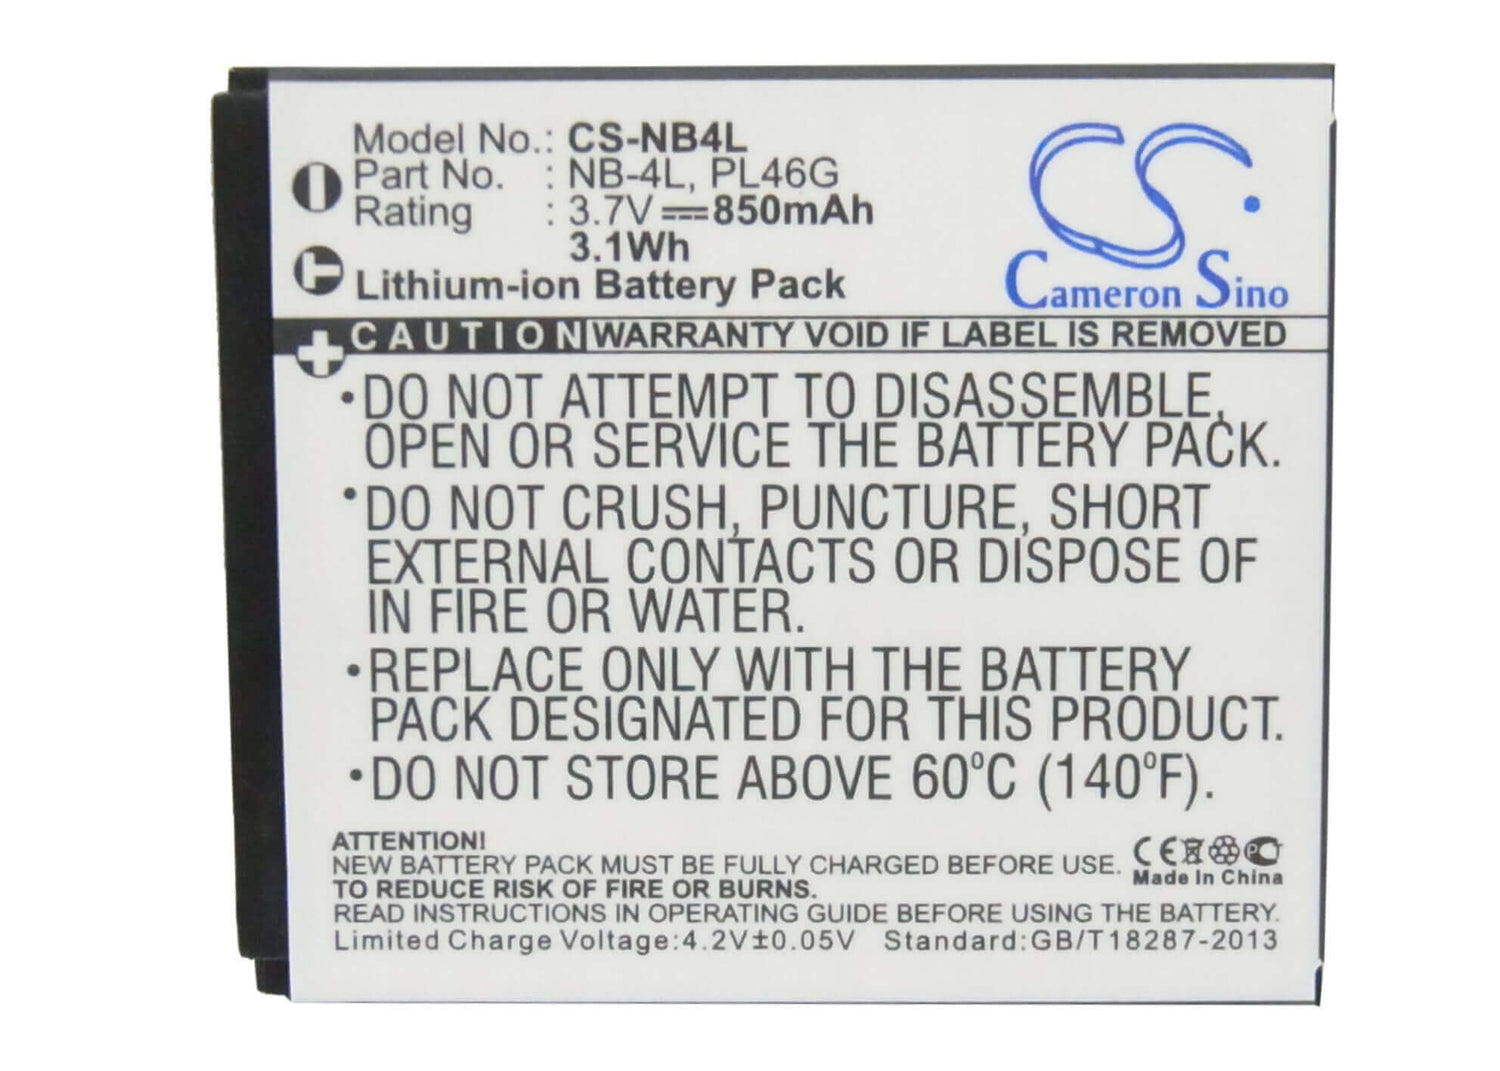 Model No.: CS-NB4L
Part No. : NB-4L, PL46G
Rating : 3.7V 850mAh
3.1Wh
Lithium-ion Battery Pack
CS
Cameron Sino
CAUTION WARRANTY VOID IF LABEL IS REMOVED
•DO NOT ATTEMPT TO DISASSEMBLE,
OPEN OR SERVICE THE BATTERY PACK.
•DO NOT CRUSH, PUNCTURE, SHORT
EXTERNAL CONTACTS OR DISPOSE OF
IN FIRE OR WATER.
•REPLACE ONLY WITH THE BATTERY
PACK DESIGNATED FOR THIS PRODUCT.
•DO NOT STORE ABOVE 60°C (140°F).
ATTENTION!
NEW BATTERY PACK MUST BE FULLY CHARGED BEFORE USE.
CE PC
Made In China
TO REDUCE RISK OF FIRE OR BURNS.
READ INSTRUCTIONS IN OPERATING GUIDE BEFORE USING THE BATTERY.
Limited Charge Voltage:4.2V±0.05V Standard:GB/T18287-2013